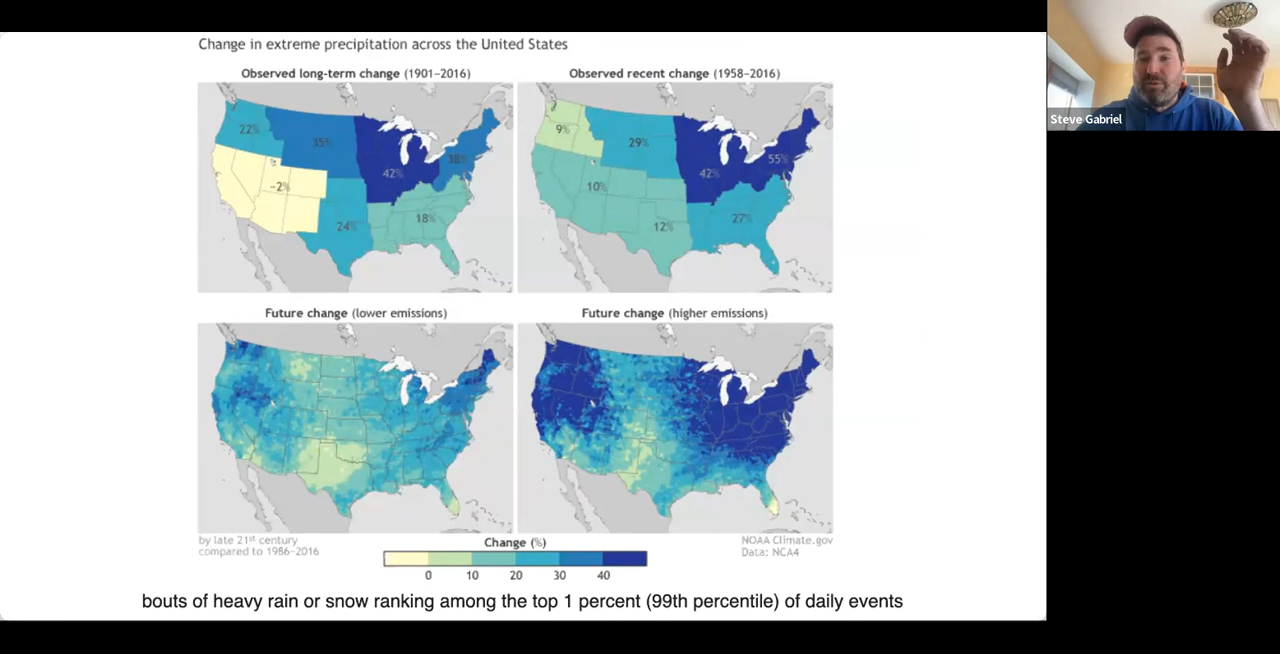 Change in extreme precipitation across the United States
Observed long-term change (1901–2016)
22%
35%
42%
38%
-2%
24%
18%
Observed recent change (1958–2016)
9%
29%
42%
55%
10%
12%
27%
Future change (lower emissions)
Future change (higher emissions)
by late 21st century
compared to 1986–2016
Change (%)
0 10 20 30 40
NOAA Climate.gov
Data: NCA4
bouts of heavy rain or snow ranking among the top 1 percent (99th percentile) of daily events
Steve Gabriel